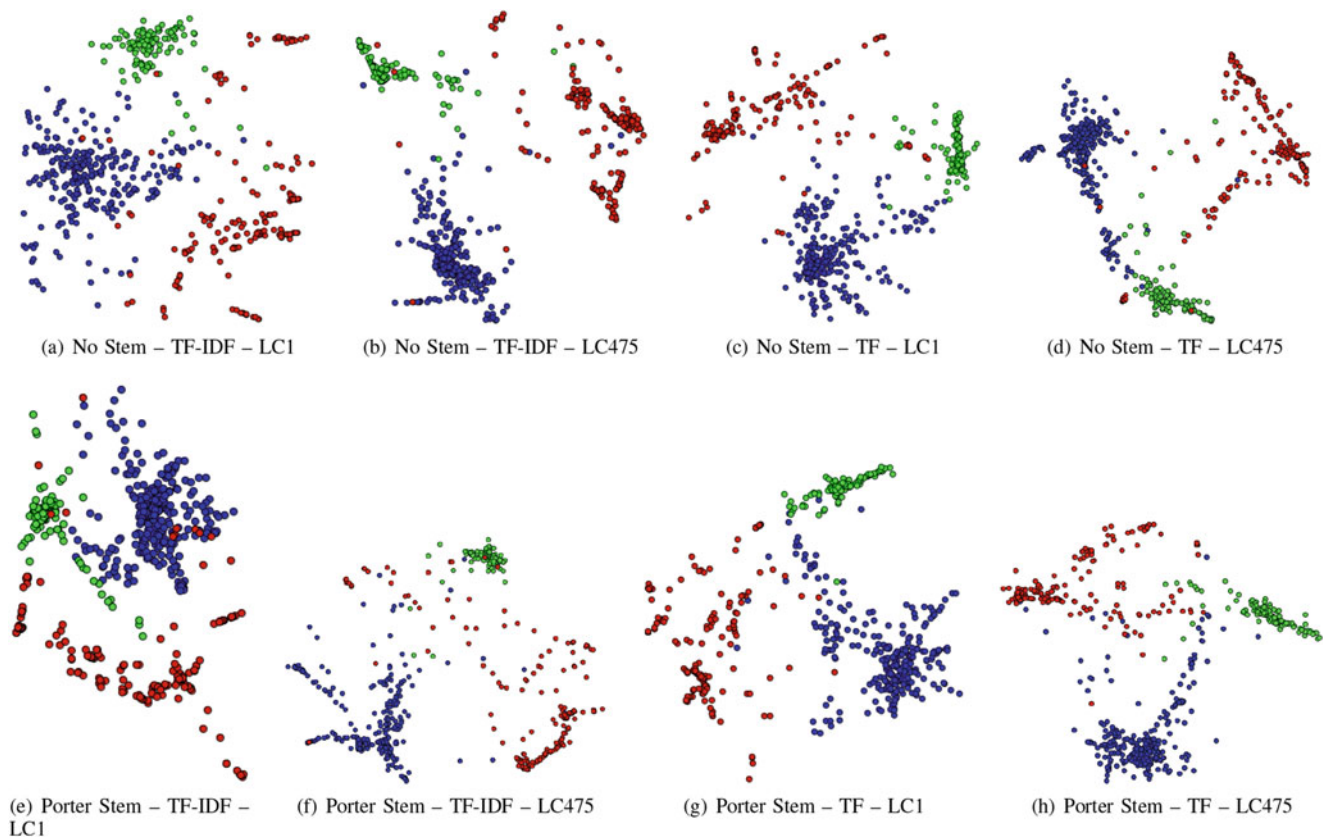 (a) No Stem – TF-IDF – LC1
(b) No Stem – TF-IDF – LC475
(c) No Stem – TF – LC1
(d) No Stem – TF – LC475
(e) Porter Stem – TF-IDF –
LC1
(f) Porter Stem – TF-IDF – LC475
(g) Porter Stem – TF – LC1
(h) Porter Stem – TF – LC475